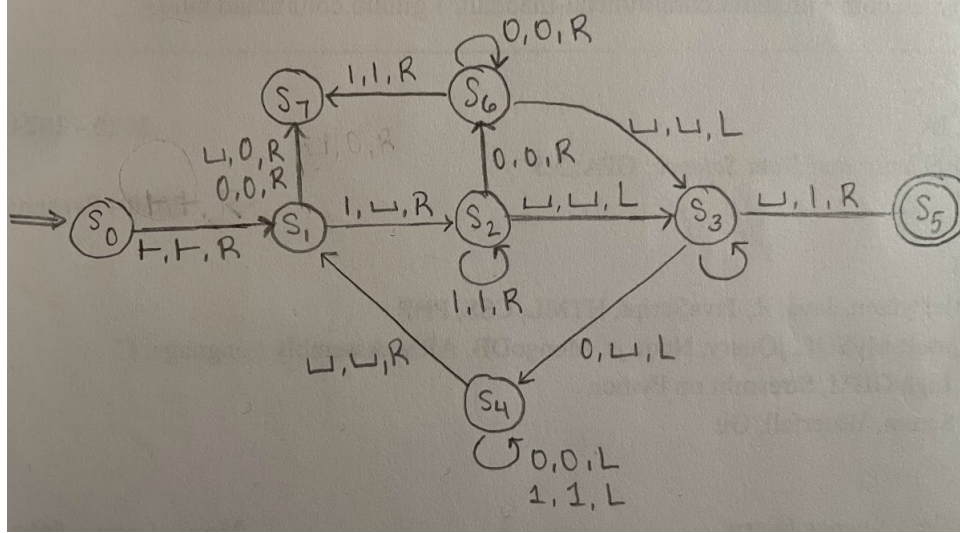 0,0,R
1,1,R
S6
S7
⊔,⊔,L
⊔,0,R
0,0,R
0,0,R
S0
S1
1,⊔,R
S2
⊔,⊔,L
S3
⊔,1,R
S5
⊢,⊢,R
1,1,R
⊔,⊔,R
0,⊔,L
S4
0,0,L
1,1,L